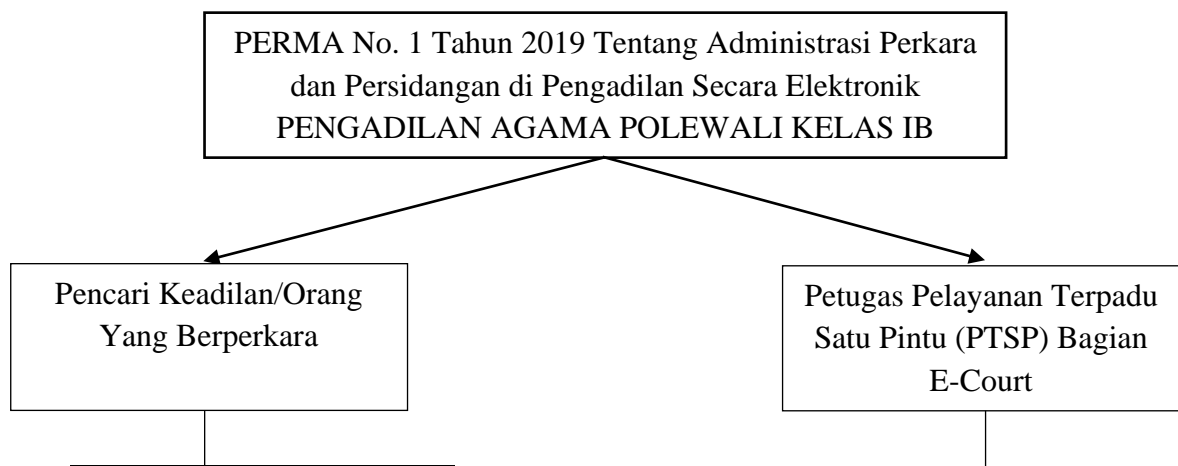 PERMA No. 1 Tahun 2019 Tentang Administrasi Perkara
dan Persidangan di Pengadilan Secara Elektronik
PENGADILAN AGAMA POLEWALI KELAS IB
Pencari Keadilan/Orang
Yang Berperkara
Petugas Pelayanan Terpadu
Satu Pintu (PTSP) Bagian
E-Court